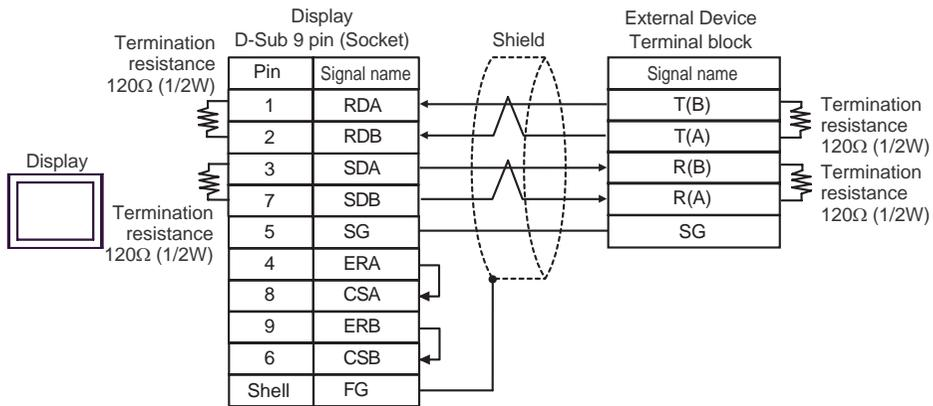 Display
D-Sub 9 pin (Socket)
Shield
External Device
Terminal block
Termination
resistance
120Ω (1/2W)
Pin Signal name
Signal name
1 RDA
T(B)
2 RDB
T(A)
Termination
resistance
120Ω (1/2W)
Display
3 SDA
R(B)
7 SDB
R(A)
Termination
resistance
120Ω (1/2W)
Termination
resistance
120Ω (1/2W)
5 SG
SG
4 ERA
8 CSA
9 ERB
6 CSB
Shell FG